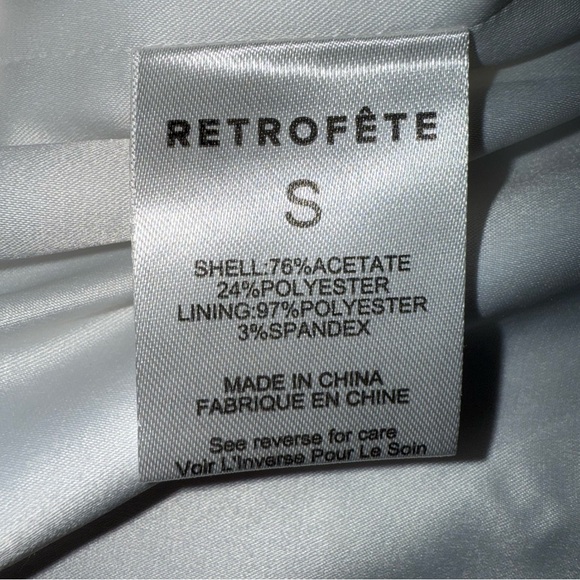 RETROFÊTE
S
SHELL:76%ACETATE
24%POLYESTER
LINING:97%POLYESTER
3%SPANDEX
MADE IN CHINA
FABRIQUE EN CHINE
See reverse for care
Voir L'Inverse Pour Le Soin